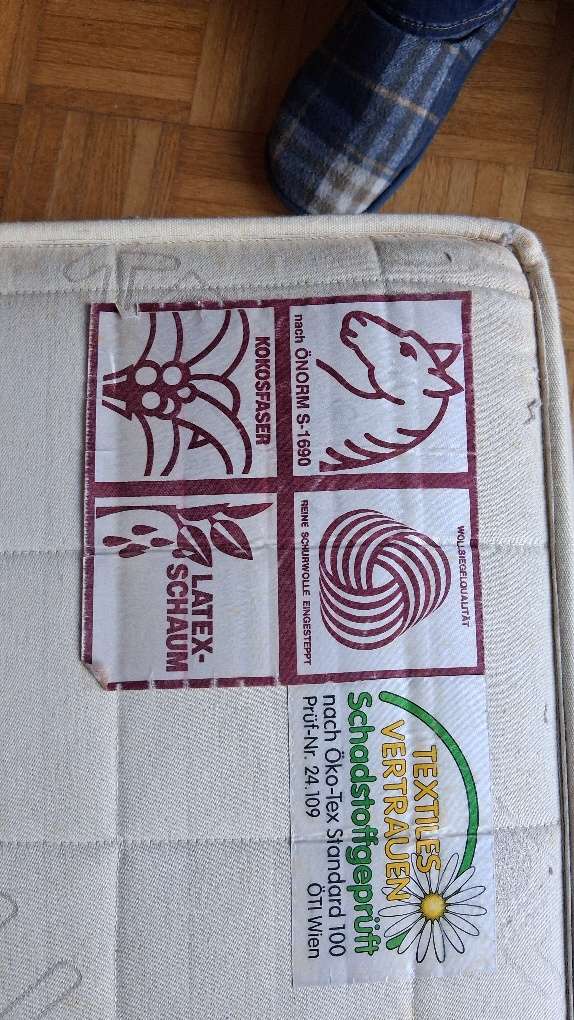 nach ÖNORM S-1690
WOLLSIEGELQUALITÄT
REINE SCHURWOLLE EINGESTEPPT
KOKOSFASER
LATEX-
SCHAUM
TEXTILES
VERTRAUEN
Schadstoffgeprüft
nach Öko-Tex Standard 100
Prüf-Nr. 24.109 ÖTI Wien